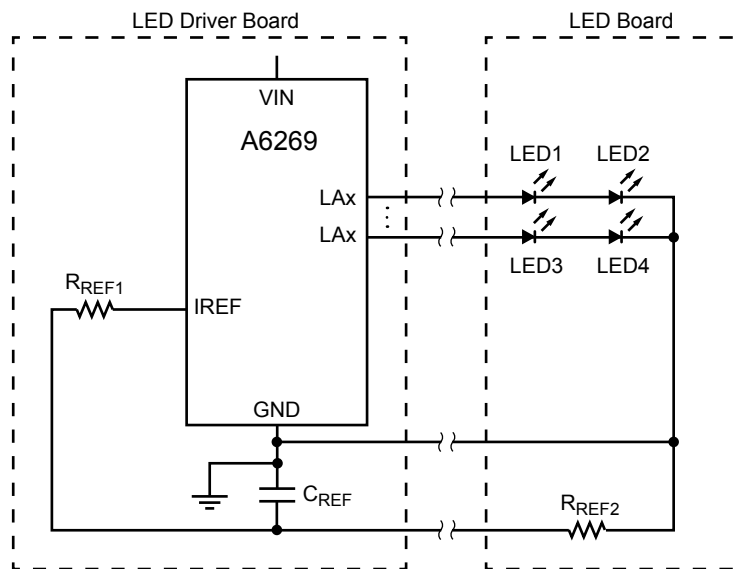 LED Driver Board
LED Board
VIN
A6269
LED1
LED2
LAx
LAx
LED3
LED4
RREF1
IREF
GND
CREF
RREF2